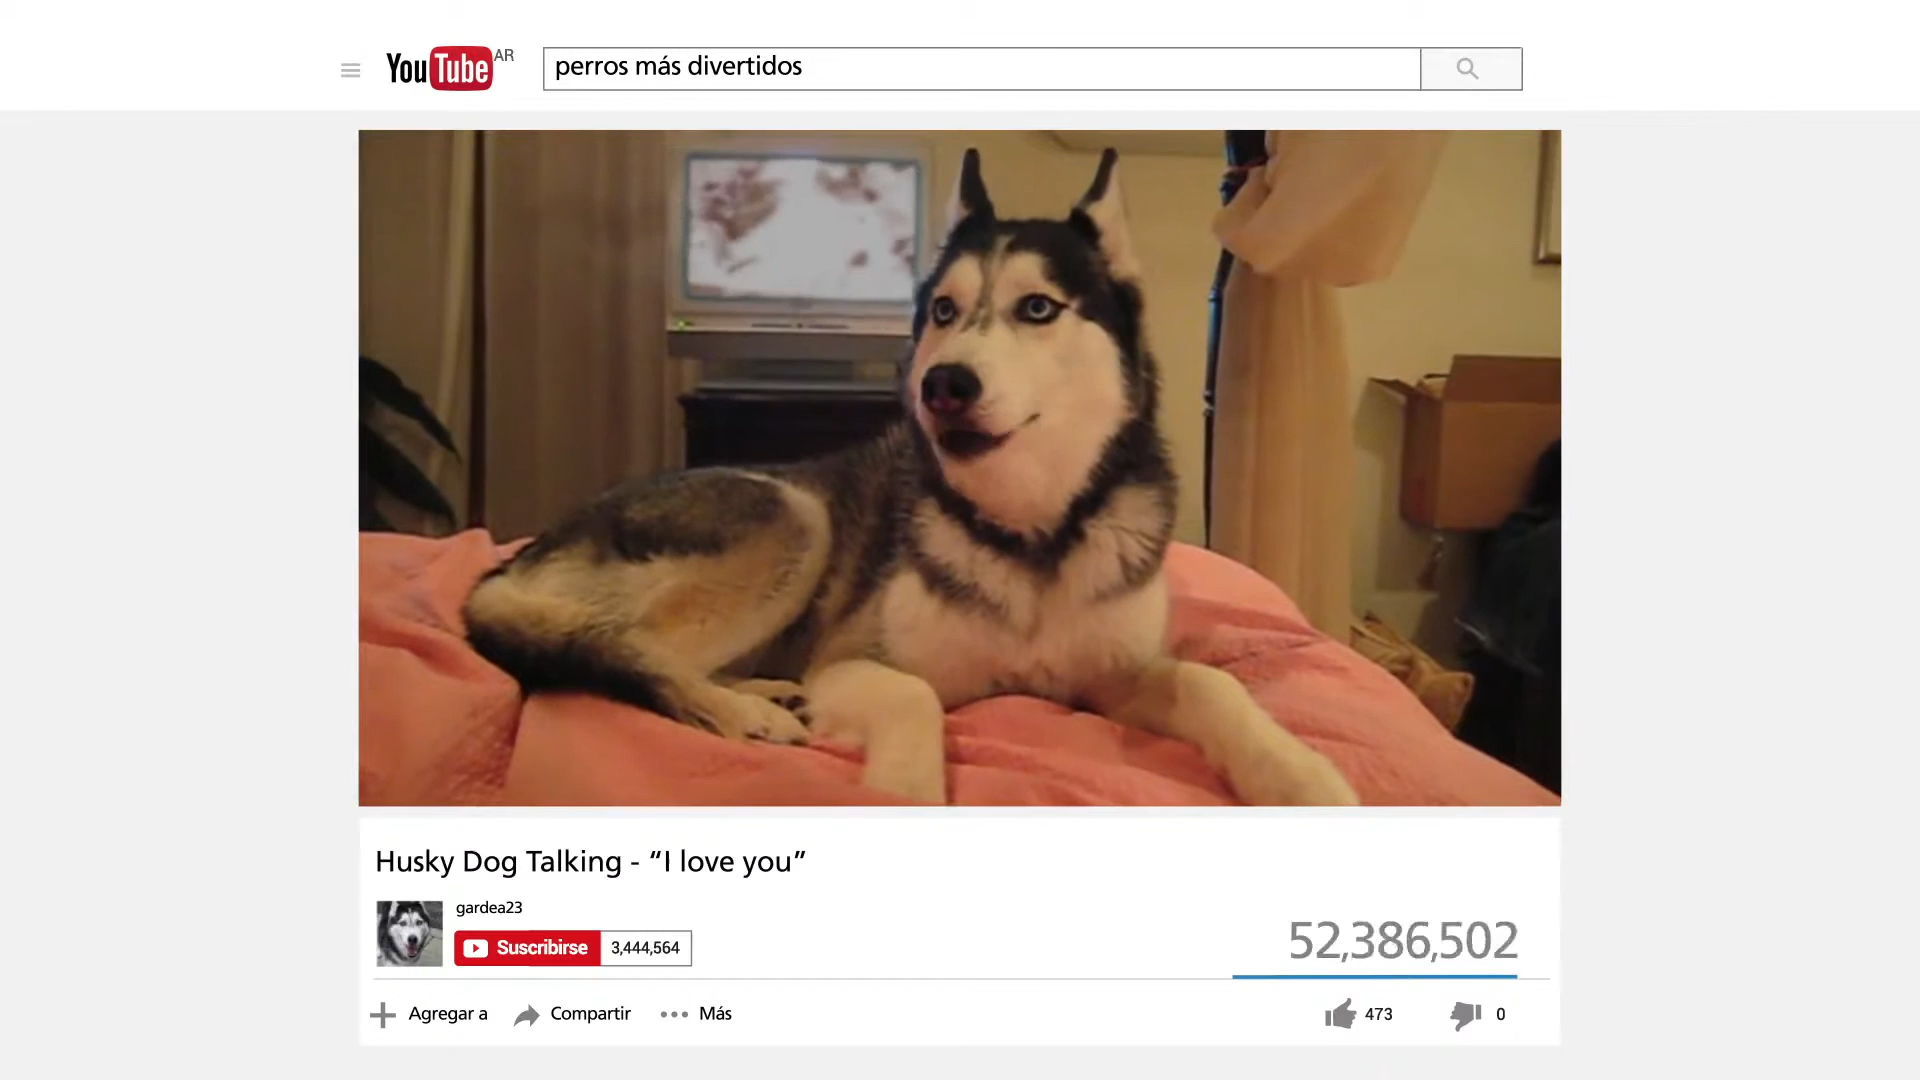 YouTube AR
perros más divertidos
Husky Dog Talking - “I love you”
gardea23
Suscribirse 3,444,564
52,386,502
Agregar a Compartir Más 473 0